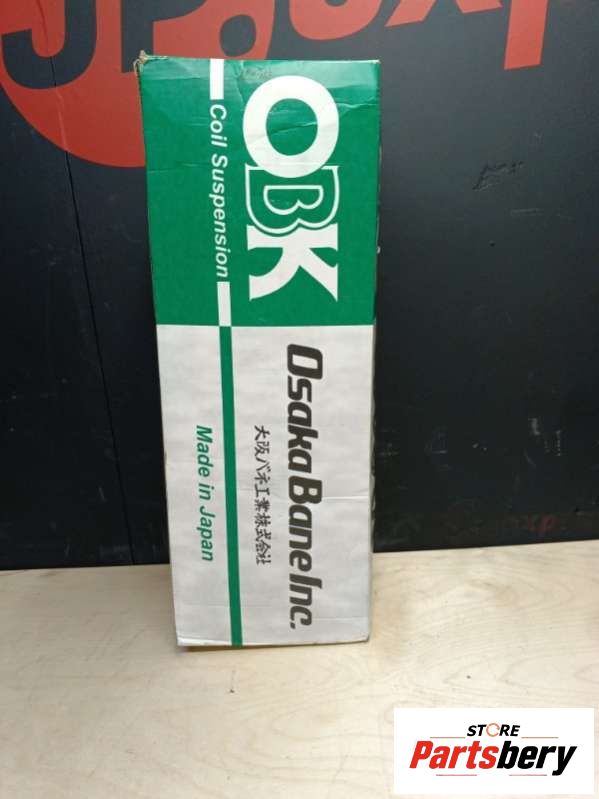 OBK
Coil Suspension
Osaka Bane Inc.
大阪バネ工業株式会社
Made in Japan
STORE
Partsbery